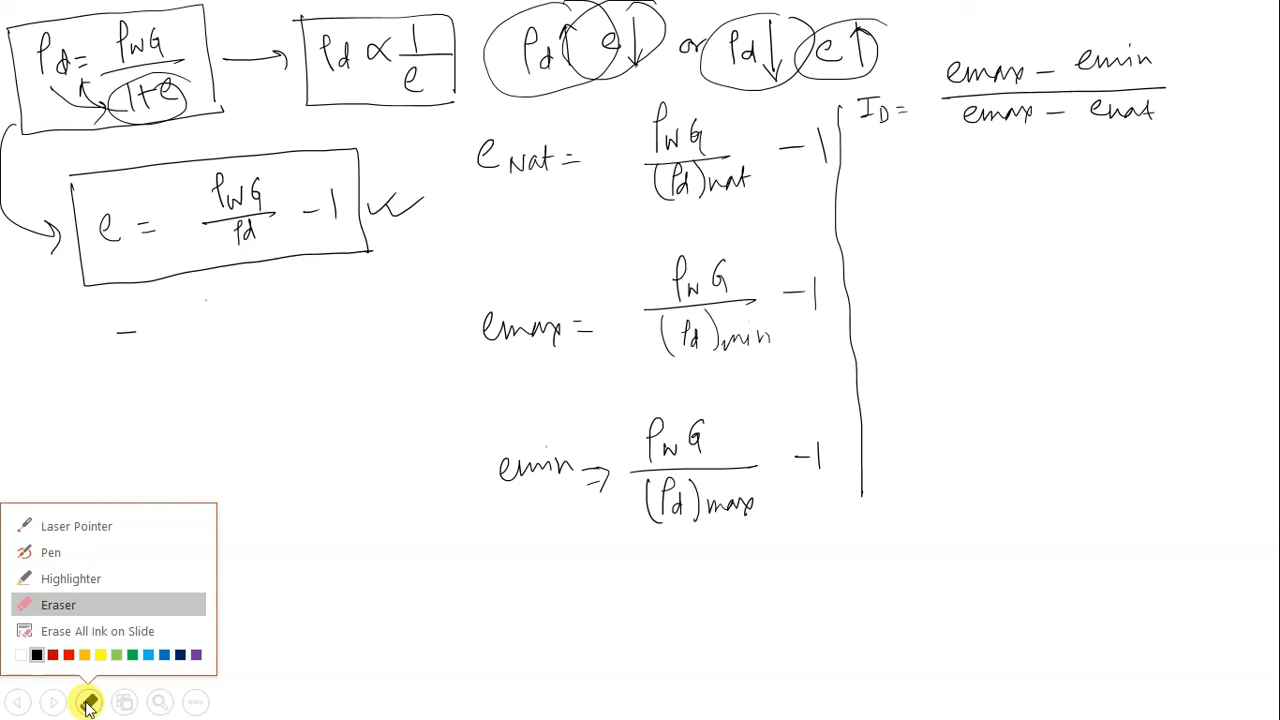 ρd = ρwG / 1+e → ρd ∝ 1/e
ρd↑ e↓ or ρd↓ e↑
e = ρwG / ρd − 1
eNat = ρwG / (ρd)nat − 1
emax = ρwG / (ρd)min − 1
emin ⇒ ρwG / (ρd)max − 1
ID = emax − emin / emax − enat
Laser Pointer
Pen
Highlighter
Eraser
Erase All Ink on Slide